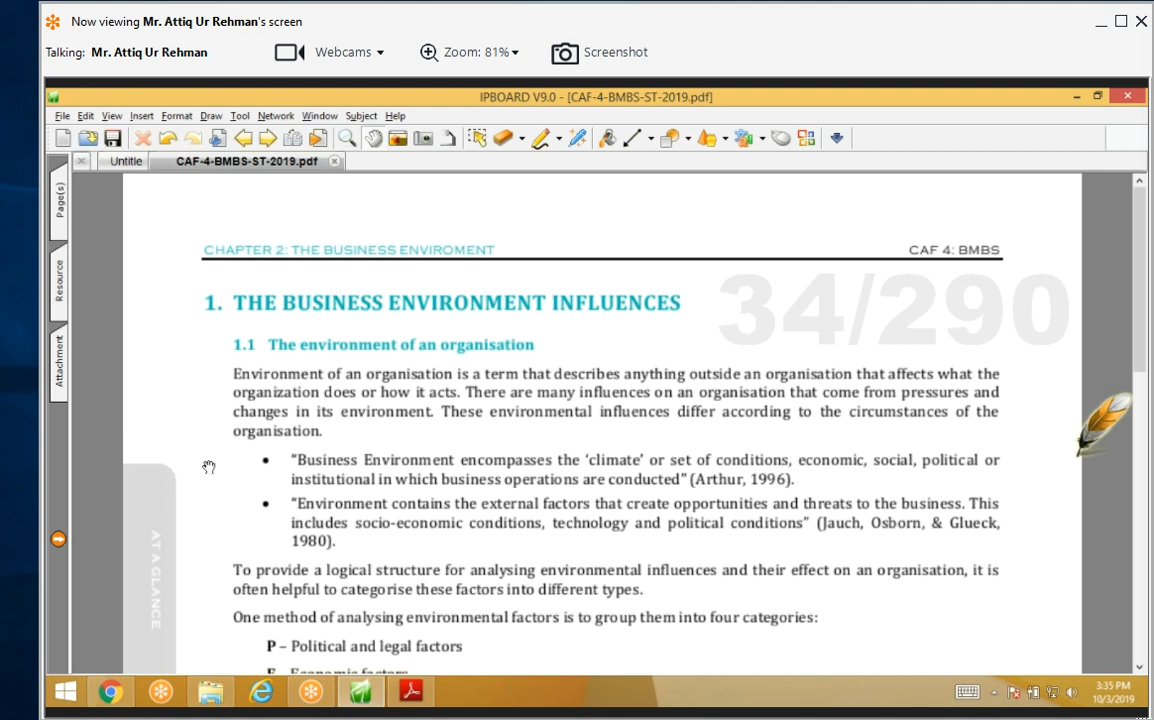 Now viewing Mr. Attiq Ur Rehman's screen
Talking: Mr. Attiq Ur Rehman Webcams Zoom: 81% Screenshot
IPBOARD V9.0 - [CAF-4-BMBS-ST-2019.pdf]
File Edit View Insert Format Draw Tool Network Window Subject Help
Untitle CAF-4-BMBS-ST-2019.pdf
Page(s)
Resource
Attachment
CHAPTER 2: THE BUSINESS ENVIROMENT CAF 4: BMBS
34/290
1. THE BUSINESS ENVIRONMENT INFLUENCES
1.1 The environment of an organisation
Environment of an organisation is a term that describes anything outside an organisation that affects what the
organization does or how it acts. There are many influences on an organisation that come from pressures and
changes in its environment. These environmental influences differ according to the circumstances of the
organisation.
• "Business Environment encompasses the 'climate' or set of conditions, economic, social, political or
institutional in which business operations are conducted" (Arthur, 1996).
• "Environment contains the external factors that create opportunities and threats to the business. This
includes socio-economic conditions, technology and political conditions" (Jauch, Osborn, & Glueck,
1980).
AT A GLANCE
To provide a logical structure for analysing environmental influences and their effect on an organisation, it is
often helpful to categorise these factors into different types.
One method of analysing environmental factors is to group them into four categories:
P – Political and legal factors
E – Economic factors
3:35 PM
10/3/2019